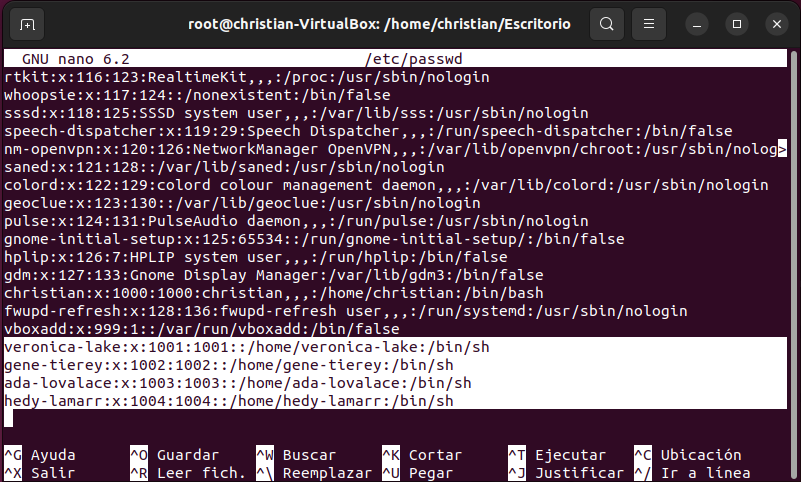 root@christian-VirtualBox: /home/christian/Escritorio
GNU nano 6.2 /etc/passwd
rtkit:x:116:123:RealtimeKit,,,:/proc:/usr/sbin/nologin
whoopsie:x:117:124::/nonexistent:/bin/false
sssd:x:118:125:SSSD system user,,,:/var/lib/sss:/usr/sbin/nologin
speech-dispatcher:x:119:29:Speech Dispatcher,,,:/run/speech-dispatcher:/bin/false
nm-openvpn:x:120:126:NetworkManager OpenVPN,,,:/var/lib/openvpn/chroot:/usr/sbin/nolog>
saned:x:121:128::/var/lib/saned:/usr/sbin/nologin
colord:x:122:129:colord colour management daemon,,,:/var/lib/colord:/usr/sbin/nologin
geoclue:x:123:130::/var/lib/geoclue:/usr/sbin/nologin
pulse:x:124:131:PulseAudio daemon,,,:/run/pulse:/usr/sbin/nologin
gnome-initial-setup:x:125:65534::/run/gnome-initial-setup/:/bin/false
hplip:x:126:7:HPLIP system user,,,:/run/hplip:/bin/false
gdm:x:127:133:Gnome Display Manager:/var/lib/gdm3:/bin/false
christian:x:1000:1000:christian,,,:/home/christian:/bin/bash
fwupd-refresh:x:128:136:fwupd-refresh user,,,:/run/systemd:/usr/sbin/nologin
vboxadd:x:999:1::/var/run/vboxadd:/bin/false
veronica-lake:x:1001:1001::/home/veronica-lake:/bin/sh
gene-tierey:x:1002:1002::/home/gene-tierey:/bin/sh
ada-lovalace:x:1003:1003::/home/ada-lovalace:/bin/sh
hedy-lamarr:x:1004:1004::/home/hedy-lamarr:/bin/sh
^G Ayuda ^O Guardar ^W Buscar ^K Cortar ^T Ejecutar ^C Ubicación
^X Salir ^R Leer fich. ^\ Reemplazar ^U Pegar ^J Justificar ^/ Ir a línea